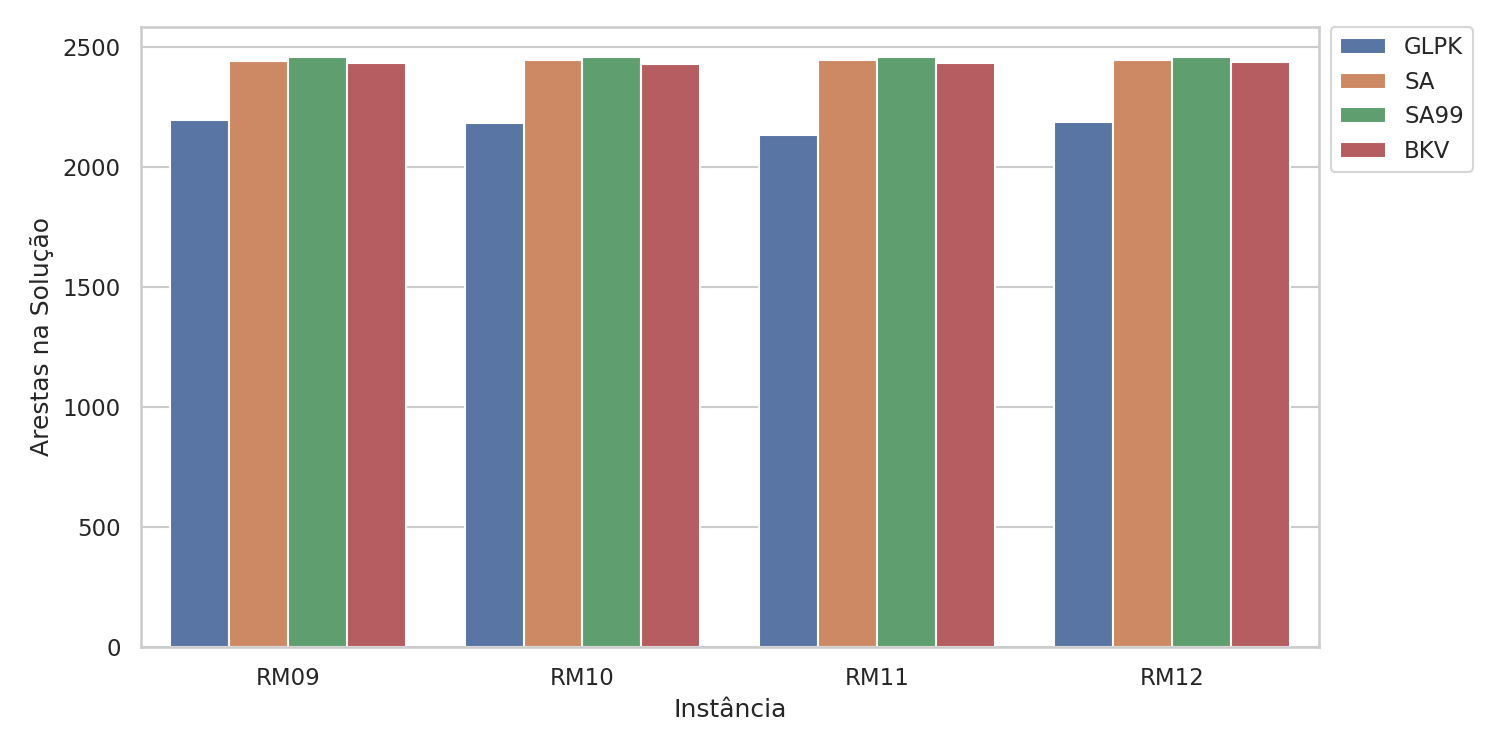 2500
2000
1500
1000
500
0
Arestas na Solução
RM09
RM10
RM11
RM12
Instância
GLPK
SA
SA99
BKV